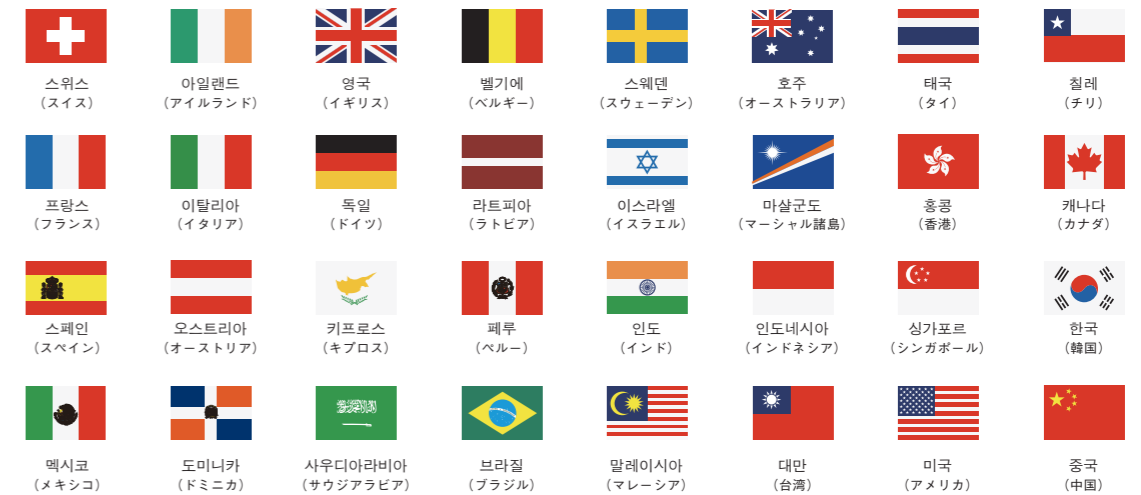 스위스 아일랜드 영국 벨기에 스웨덴 호주 태국 칠레
（スイス） （アイルランド） （イギリス） （ベルギー） （スウェーデン） （オーストラリア） （タイ） （チリ）
프랑스 이탈리아 독일 라트피아 이스라엘 마샬군도 홍콩 캐나다
（フランス） （イタリア） （ドイツ） （ラトビア） （イスラエル） （マーシャル諸島） （香港） （カナダ）
스페인 오스트리아 키프로스 페루 인도 인도네시아 싱가포르 한국
（スペイン） （オーストリア） （キプロス） （ペルー） （インド） （インドネシア） （シンガポール） （韓国）
멕시코 도미니카 사우디아라비아 브라질 말레이시아 대만 미국 중국
（メキシコ） （ドミニカ） （サウジアラビア） （ブラジル） （マレーシア） （台湾） （アメリカ） （中国）